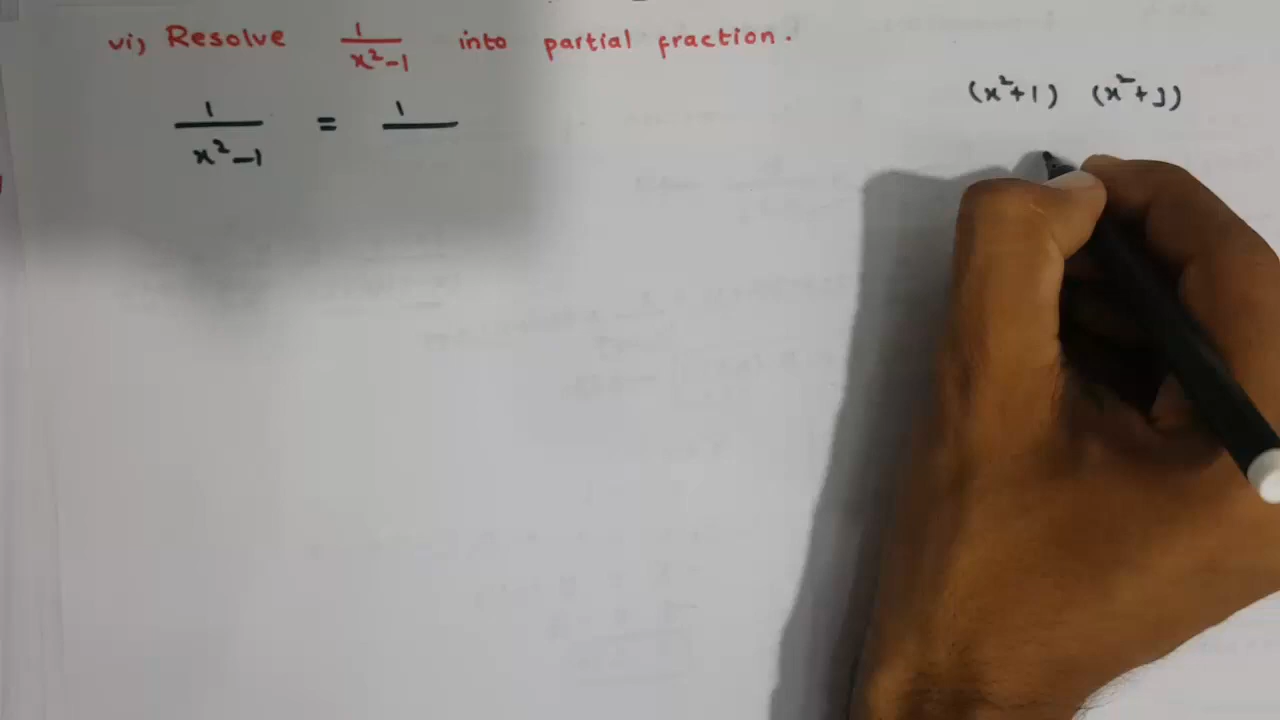 vi) Resolve 1/(x²-1) into partial fraction.
(x²+1) (x²+1)
1/(x²-1) = 1/